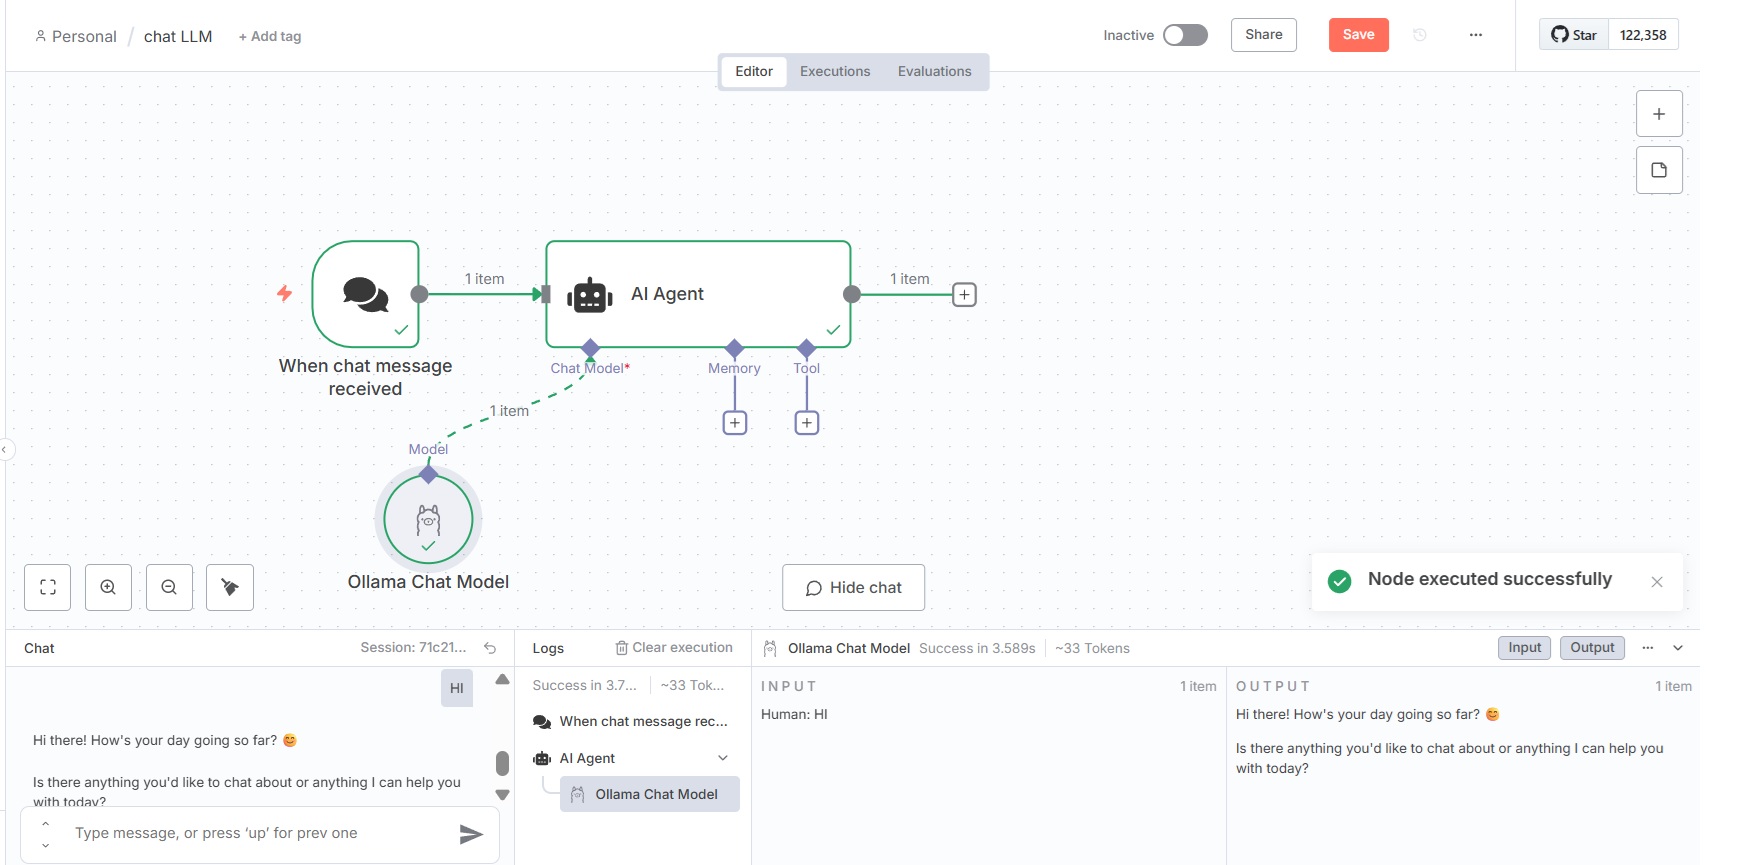 Personal / chat LLM + Add tag
Inactive Share Save ... Star 122,358
Editor Executions Evaluations
1 item
AI Agent
1 item
When chat message
received
Chat Model*
Memory
Tool
1 item
Model
Ollama Chat Model
Hide chat
Node executed successfully
Chat Session: 71c21...
HI
Hi there! How's your day going so far? 😊
Is there anything you'd like to chat about or anything I can help you
with today?
Type message, or press ‘up’ for prev one
Logs Clear execution
Success in 3.7... ~33 Tok...
When chat message rec...
AI Agent
Ollama Chat Model
Ollama Chat Model Success in 3.589s ~33 Tokens
Input Output ...
INPUT 1 item
Human: HI
OUTPUT 1 item
Hi there! How's your day going so far? 😊
Is there anything you'd like to chat about or anything I can help you
with today?